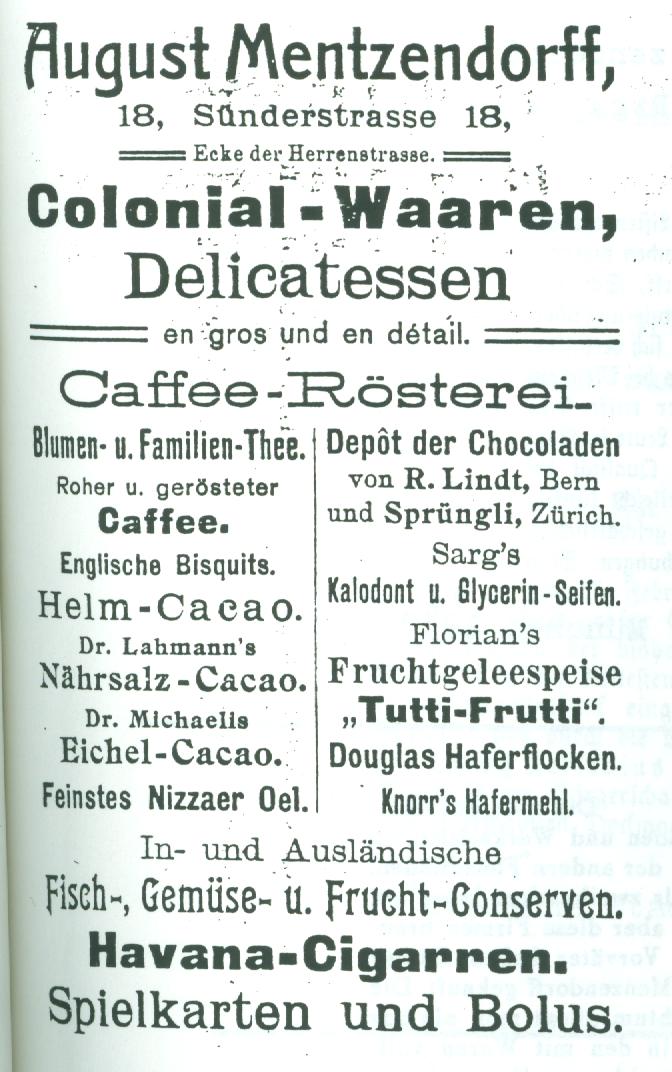 August Mentzendorff,
18, Sünderstrasse 18,
Ecke der Herrenstrasse.
Colonial-Waaren,
Delicatessen
en gros und en détail.
Caffee-Rösterei.
Blumen- u. Familien-Thee.
Roher u. gerösteter
Caffee.
Englische Bisquits.
Helm-Cacao.
Dr. Lahmann's
Nährsalz-Cacao.
Dr. Michaelis
Eichel-Cacao.
Feinstes Nizzaer Oel.
Depôt der Chocoladen
von R. Lindt, Bern
und Sprüngli, Zürich.
Sarg's
Kalodont u. Glycerin-Seifen.
Florian's
Fruchtgeleespeise
„Tutti-Frutti“.
Douglas Haferflocken.
Knorr's Hafermehl.
In- und Ausländische
Fisch-, Gemüse- u. Frucht-Conserven.
Havana-Cigarren.
Spielkarten und Bolus.